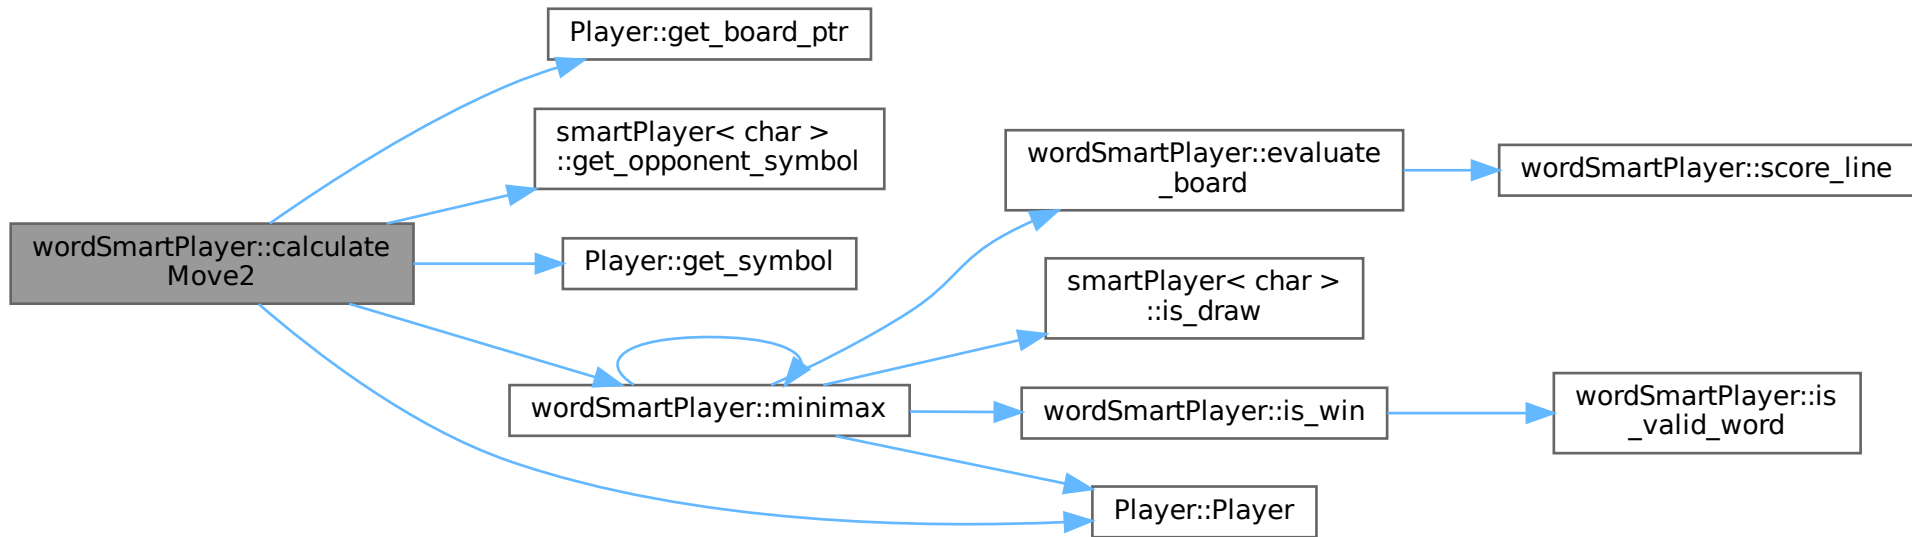 Player::get_board_ptr
smartPlayer< char >
::get_opponent_symbol
wordSmartPlayer::evaluate
_board
wordSmartPlayer::score_line
wordSmartPlayer::calculate
Move2
Player::get_symbol
smartPlayer< char >
::is_draw
wordSmartPlayer::minimax
wordSmartPlayer::is_win
wordSmartPlayer::is
_valid_word
Player::Player